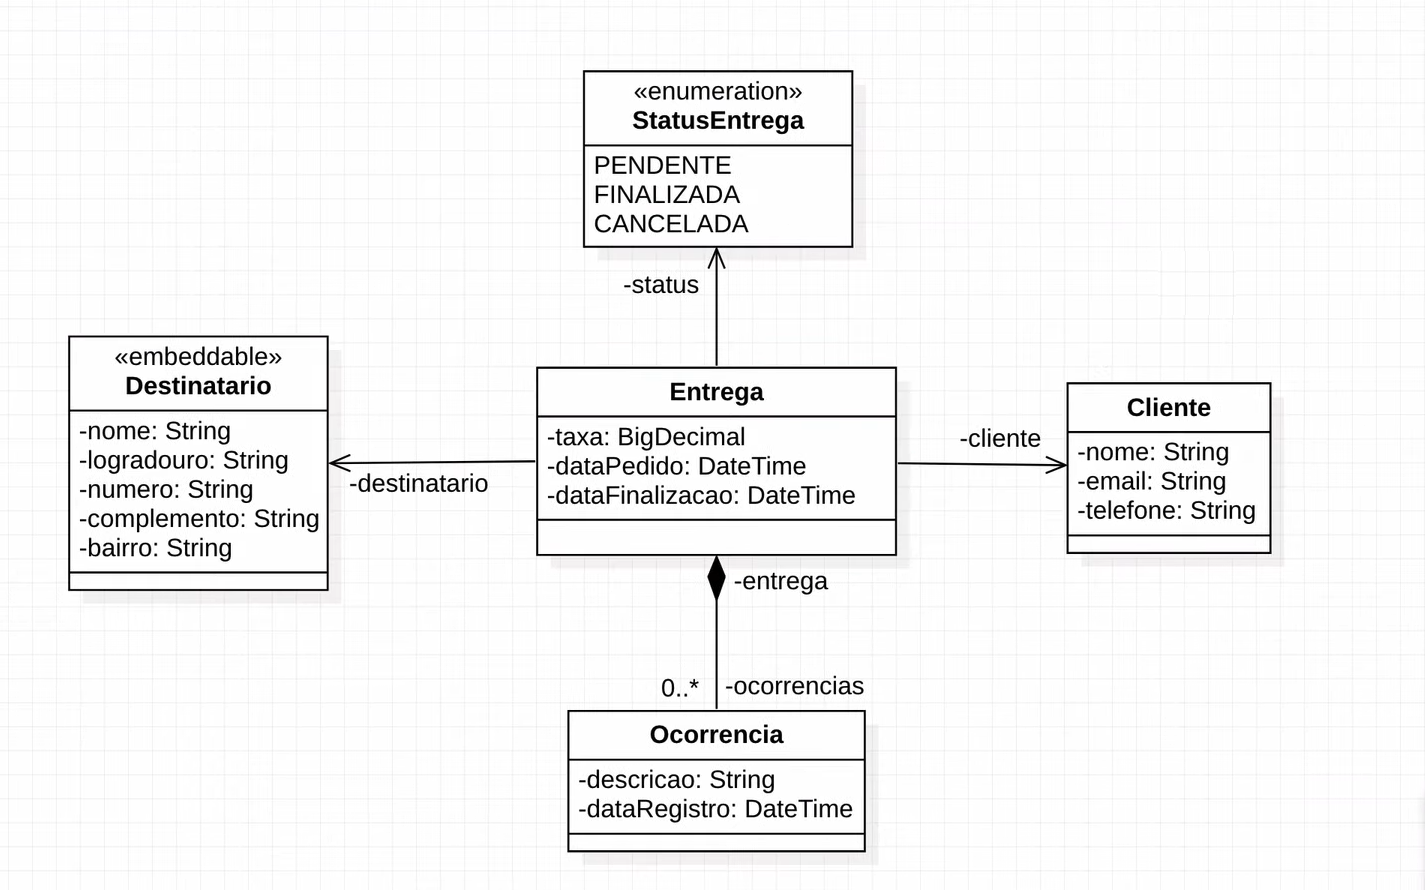 «enumeration»
StatusEntrega
PENDENTE
FINALIZADA
CANCELADA
-status
«embeddable»
Destinatario
-nome: String
-logradouro: String
-numero: String
-complemento: String
-bairro: String
-destinatario
Entrega
-taxa: BigDecimal
-dataPedido: DateTime
-dataFinalizacao: DateTime
-cliente
Cliente
-nome: String
-email: String
-telefone: String
-entrega
0..*
-ocorrencias
Ocorrencia
-descricao: String
-dataRegistro: DateTime